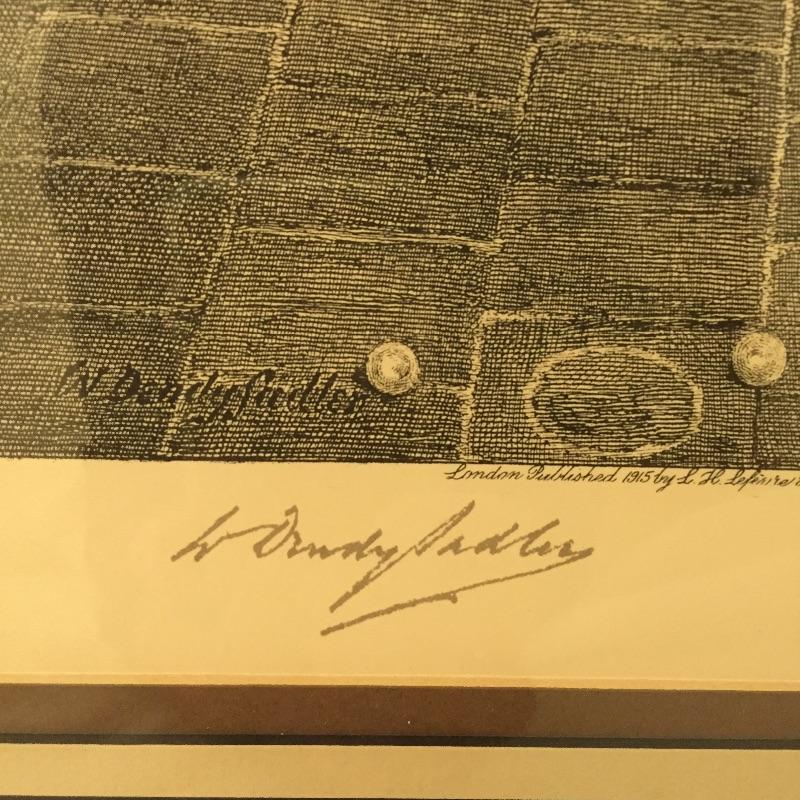 W Dendy Sadler
London Published 1915 by L. H. Lefèvre
W Dendy Sadler